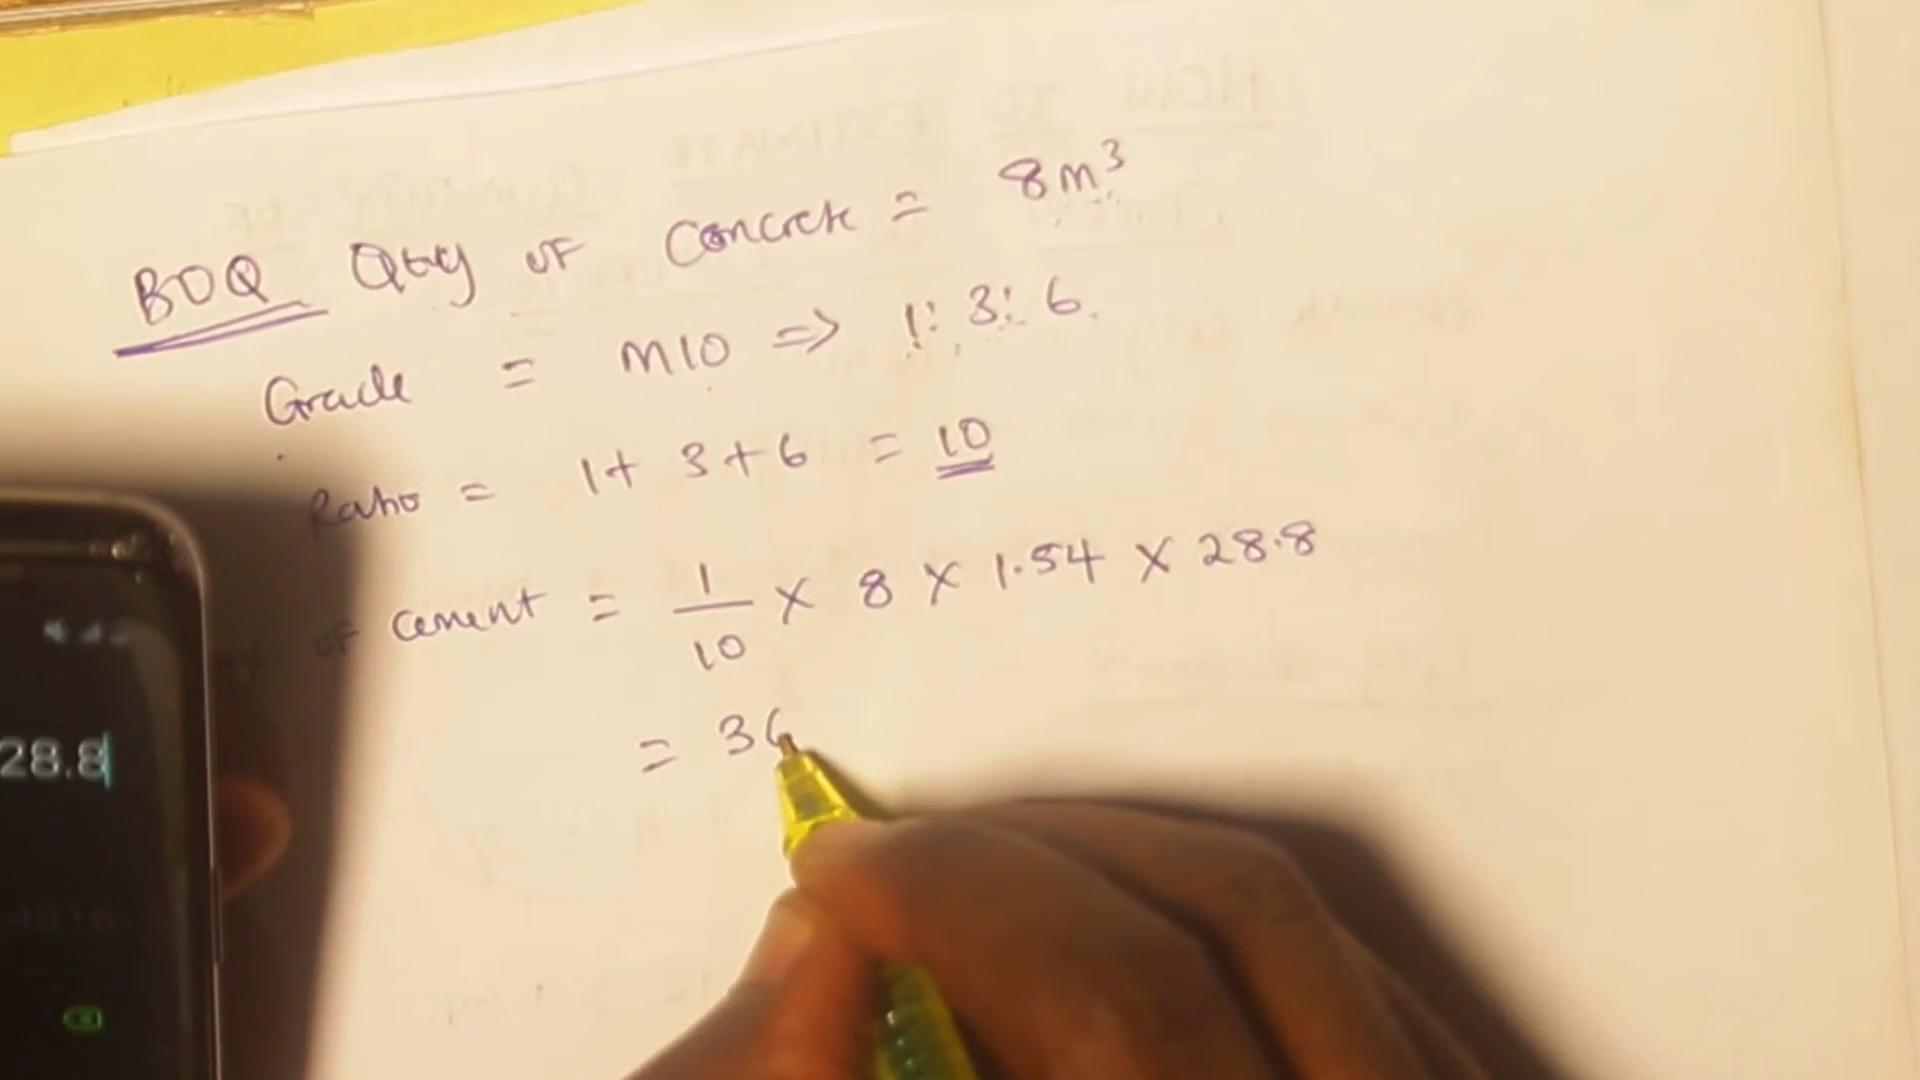 BOQ Qty of Concrete = 8m³
Grade = M10 => 1:3:6.
Ratio = 1+3+6 = 10
of cement = 1/10 x 8 x 1.54 x 28.8
= 36
28.8
4816